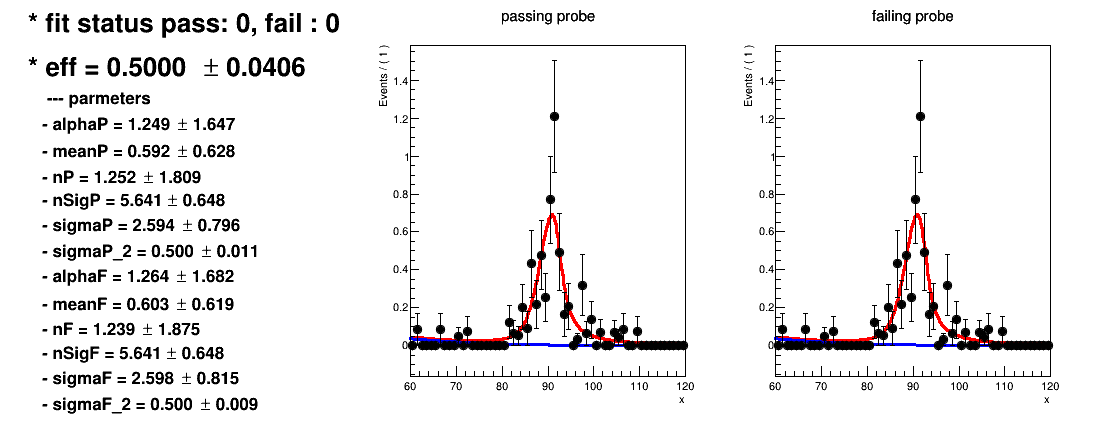 * fit status pass: 0, fail : 0
* eff = 0.5000 ± 0.0406
--- parmeters
- alphaP = 1.249 ± 1.647
- meanP = 0.592 ± 0.628
- nP = 1.252 ± 1.809
- nSigP = 5.641 ± 0.648
- sigmaP = 2.594 ± 0.796
- sigmaP_2 = 0.500 ± 0.011
- alphaF = 1.264 ± 1.682
- meanF = 0.603 ± 0.619
- nF = 1.239 ± 1.875
- nSigF = 5.641 ± 0.648
- sigmaF = 2.598 ± 0.815
- sigmaF_2 = 0.500 ± 0.009
passing probe
Events / ( 1 )
1.4
1.2
1
0.8
0.6
0.4
0.2
0
60 70 80 90 100 110 120
x
failing probe
Events / ( 1 )
1.4
1.2
1
0.8
0.6
0.4
0.2
0
60 70 80 90 100 110 120
x